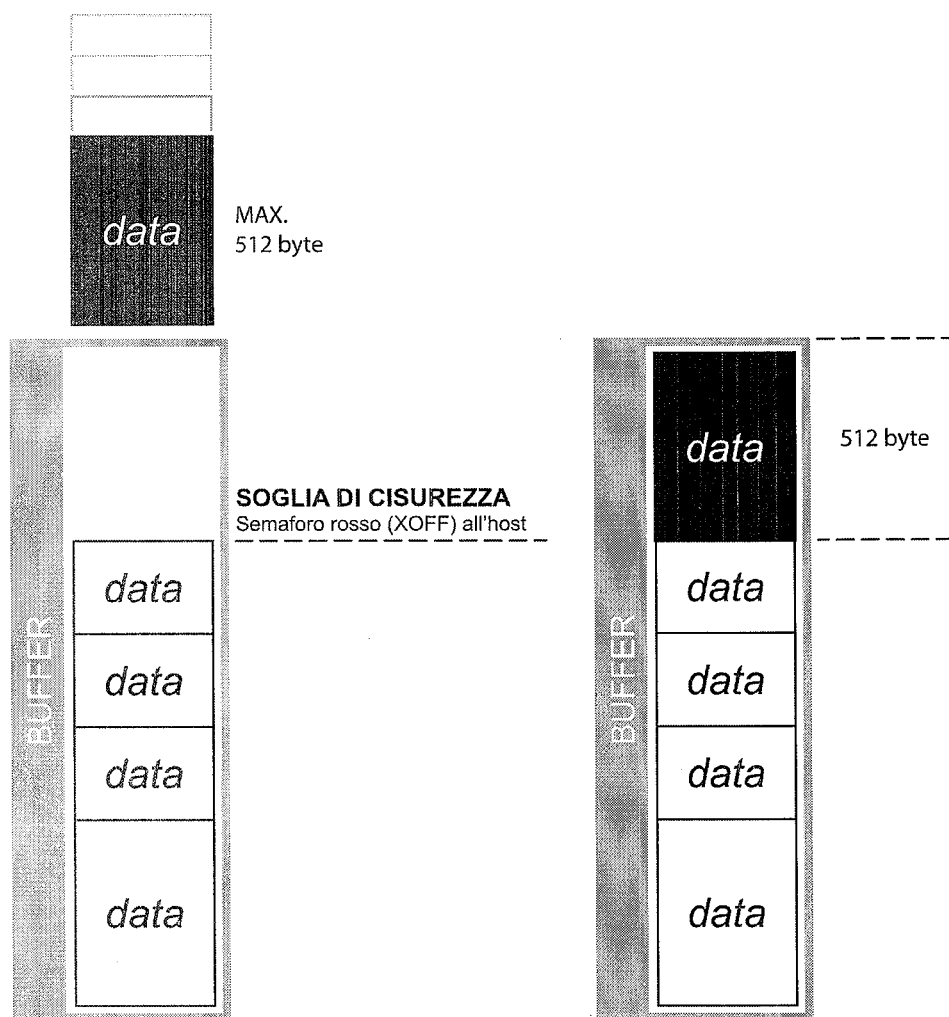 data
MAX.
512 byte
SOGLIA DI CISUREZZA
Semaforo rosso (XOFF) all'host
BUFFER
data
data
data
data
BUFFER
data
data
data
data
data
512 byte